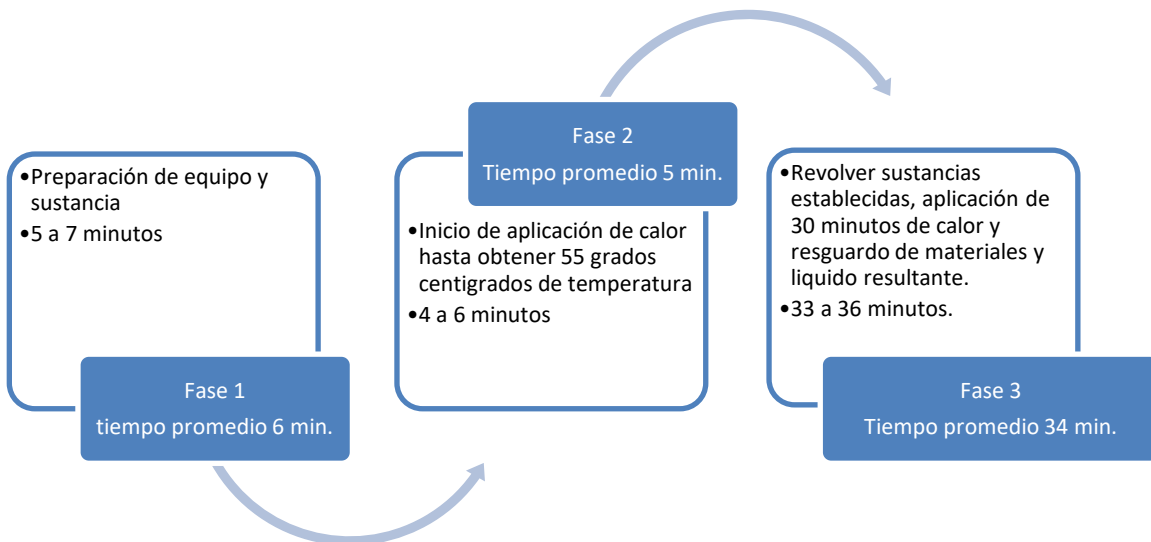 •Preparación de equipo y
sustancia
•5 a 7 minutos
Fase 1
tiempo promedio 6 min.
Fase 2
Tiempo promedio 5 min.
•Inicio de aplicación de calor
hasta obtener 55 grados
centigrados de temperatura
•4 a 6 minutos
•Revolver sustancias
establecidas, aplicación de
30 minutos de calor y
resguardo de materiales y
liquido resultante.
•33 a 36 minutos.
Fase 3
Tiempo promedio 34 min.